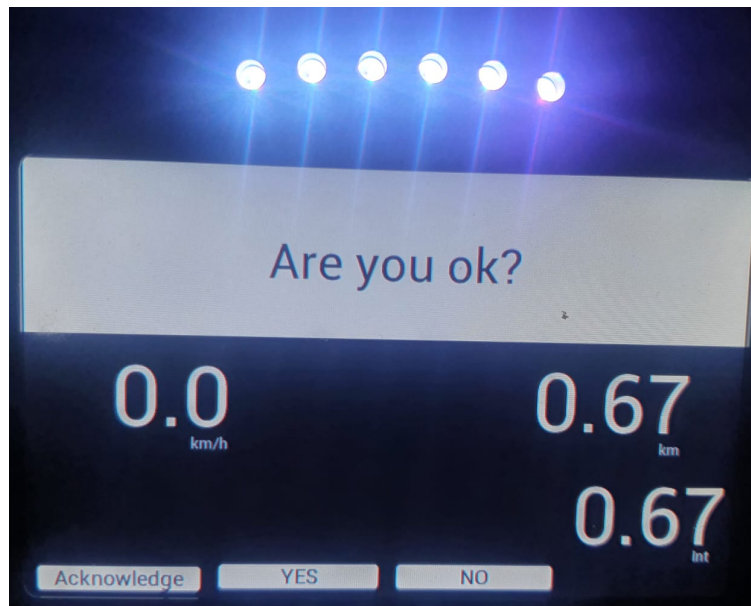 Are you ok?
0.0
km/h
0.67
km
0.67
Int
Acknowledge YES NO